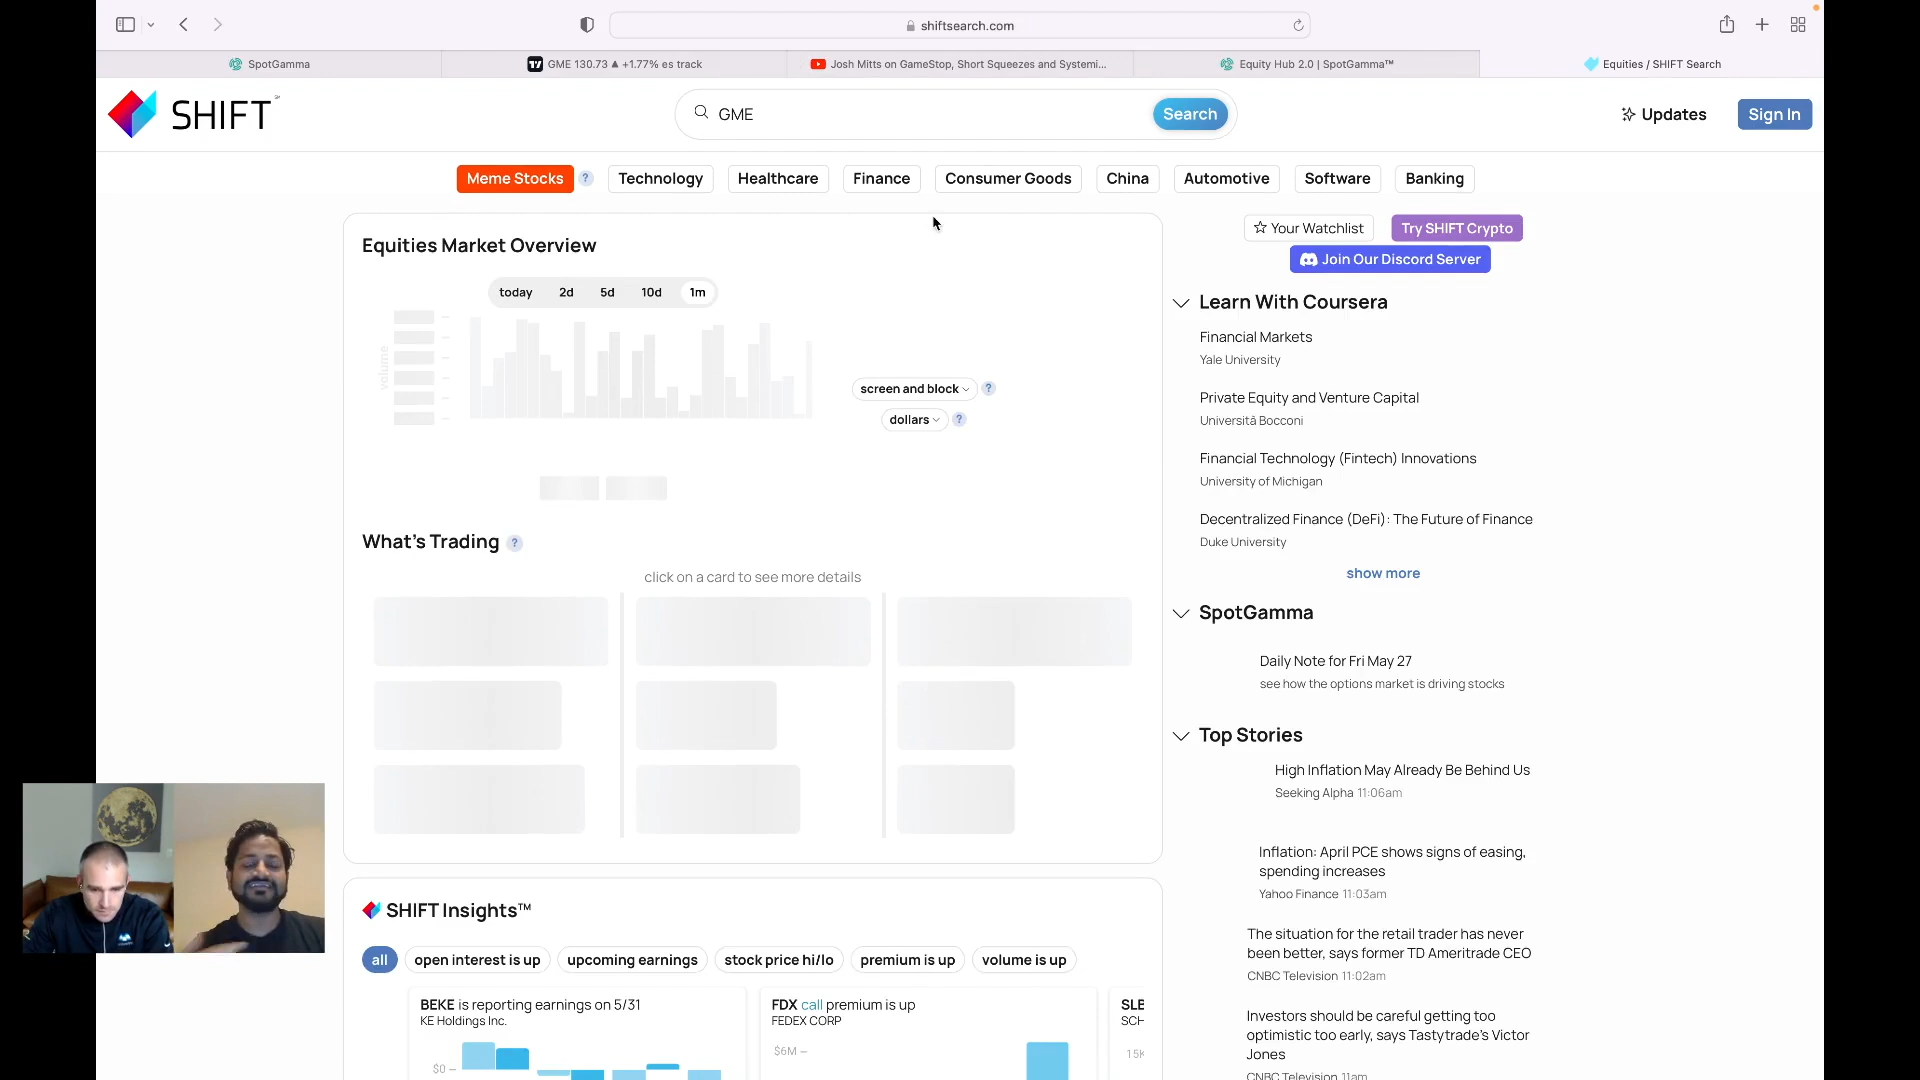 shiftsearch.com
SpotGamma
GME 130.73 ▲ +1.77% es track
Josh Mitts on GameStop, Short Squeezes and Systemi...
Equity Hub 2.0 | SpotGamma™
Equities / SHIFT Search
SHIFT
GME
Search
Updates
Sign In
Meme Stocks ?
Technology
Healthcare
Finance
Consumer Goods
China
Automotive
Software
Banking
Equities Market Overview
today 2d 5d 10d 1m
volume
screen and block ?
dollars ?
What's Trading ?
click on a card to see more details
SHIFT Insights™
all
open interest is up
upcoming earnings
stock price hi/lo
premium is up
volume is up
BEKE is reporting earnings on 5/31
KE Holdings Inc.
$0
FDX call premium is up
FEDEX CORP
$6M
SLB
SCH
15K
Your Watchlist
Try SHIFT Crypto
Join Our Discord Server
Learn With Coursera
Financial Markets
Yale University
Private Equity and Venture Capital
Università Bocconi
Financial Technology (Fintech) Innovations
University of Michigan
Decentralized Finance (DeFi): The Future of Finance
Duke University
show more
SpotGamma
Daily Note for Fri May 27
see how the options market is driving stocks
Top Stories
High Inflation May Already Be Behind Us
Seeking Alpha 11:06am
Inflation: April PCE shows signs of easing,
spending increases
Yahoo Finance 11:03am
The situation for the retail trader has never
been better, says former TD Ameritrade CEO
CNBC Television 11:02am
Investors should be careful getting too
optimistic too early, says Tastytrade's Victor
Jones
CNBC Television 11am